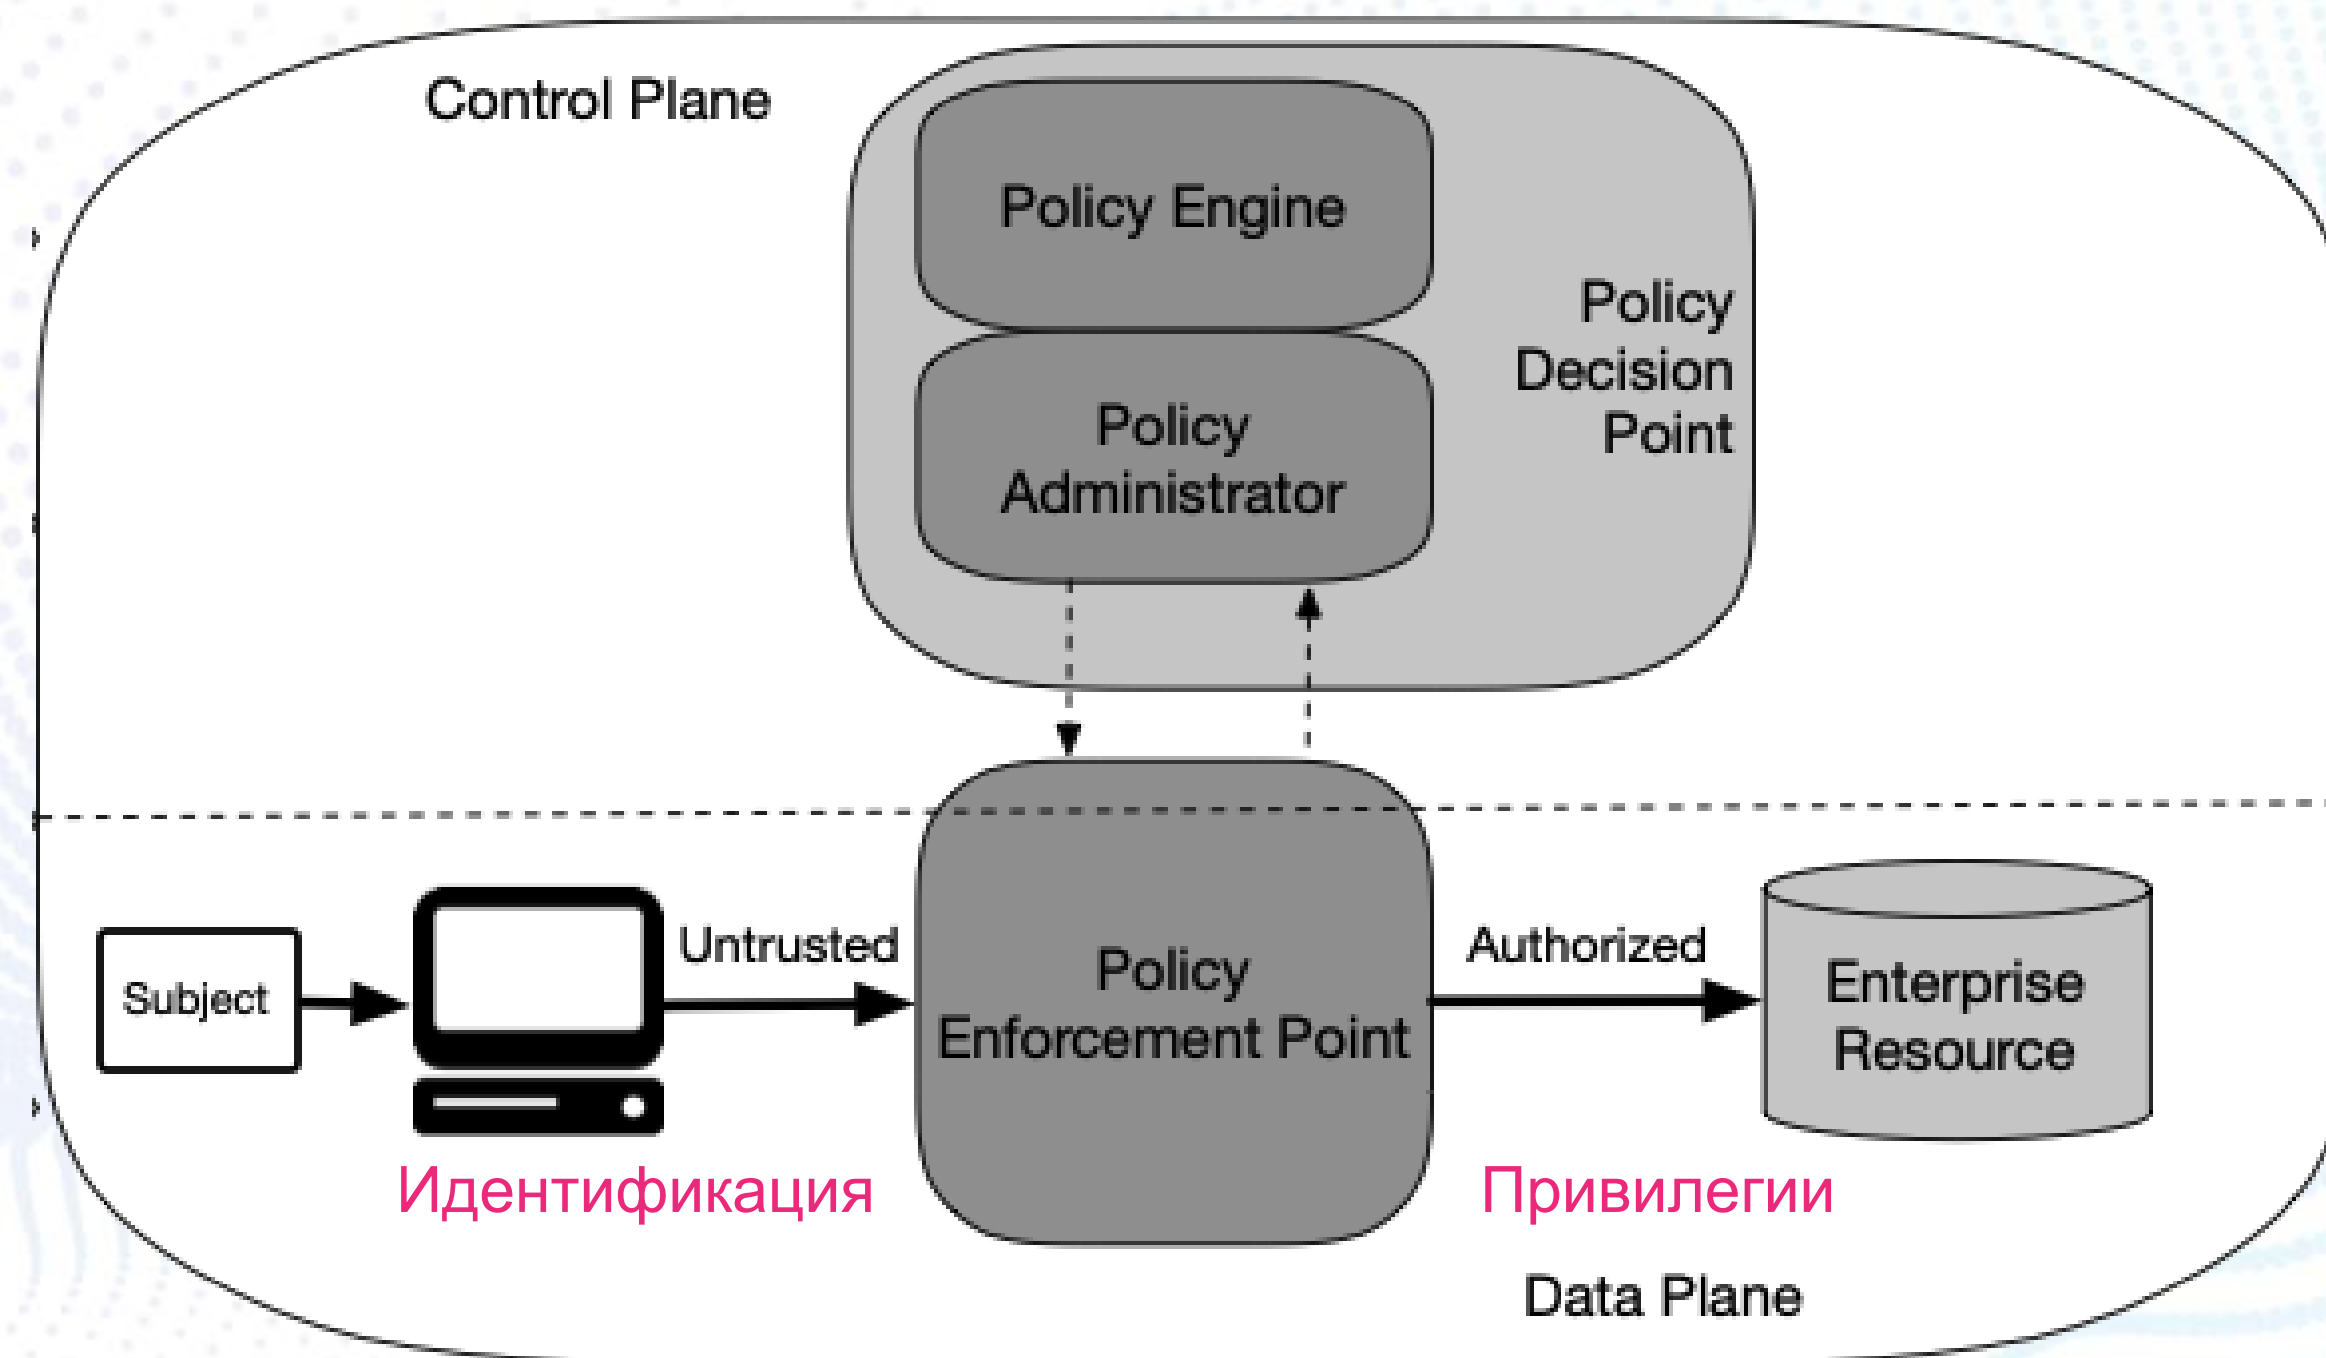 Control Plane
Policy Engine
Policy
Decision
Point
Policy
Administrator
Subject
Untrusted
Policy
Enforcement Point
Authorized
Enterprise
Resource
Идентификация
Привилегии
Data Plane